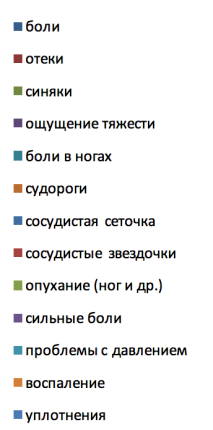 боли
отеки
синяки
ощущение тяжести
боли в ногах
судороги
сосудистая сеточка
сосудистые звездочки
опухание (ног и др.)
сильные боли
проблемы с давлением
воспаление
уплотнения